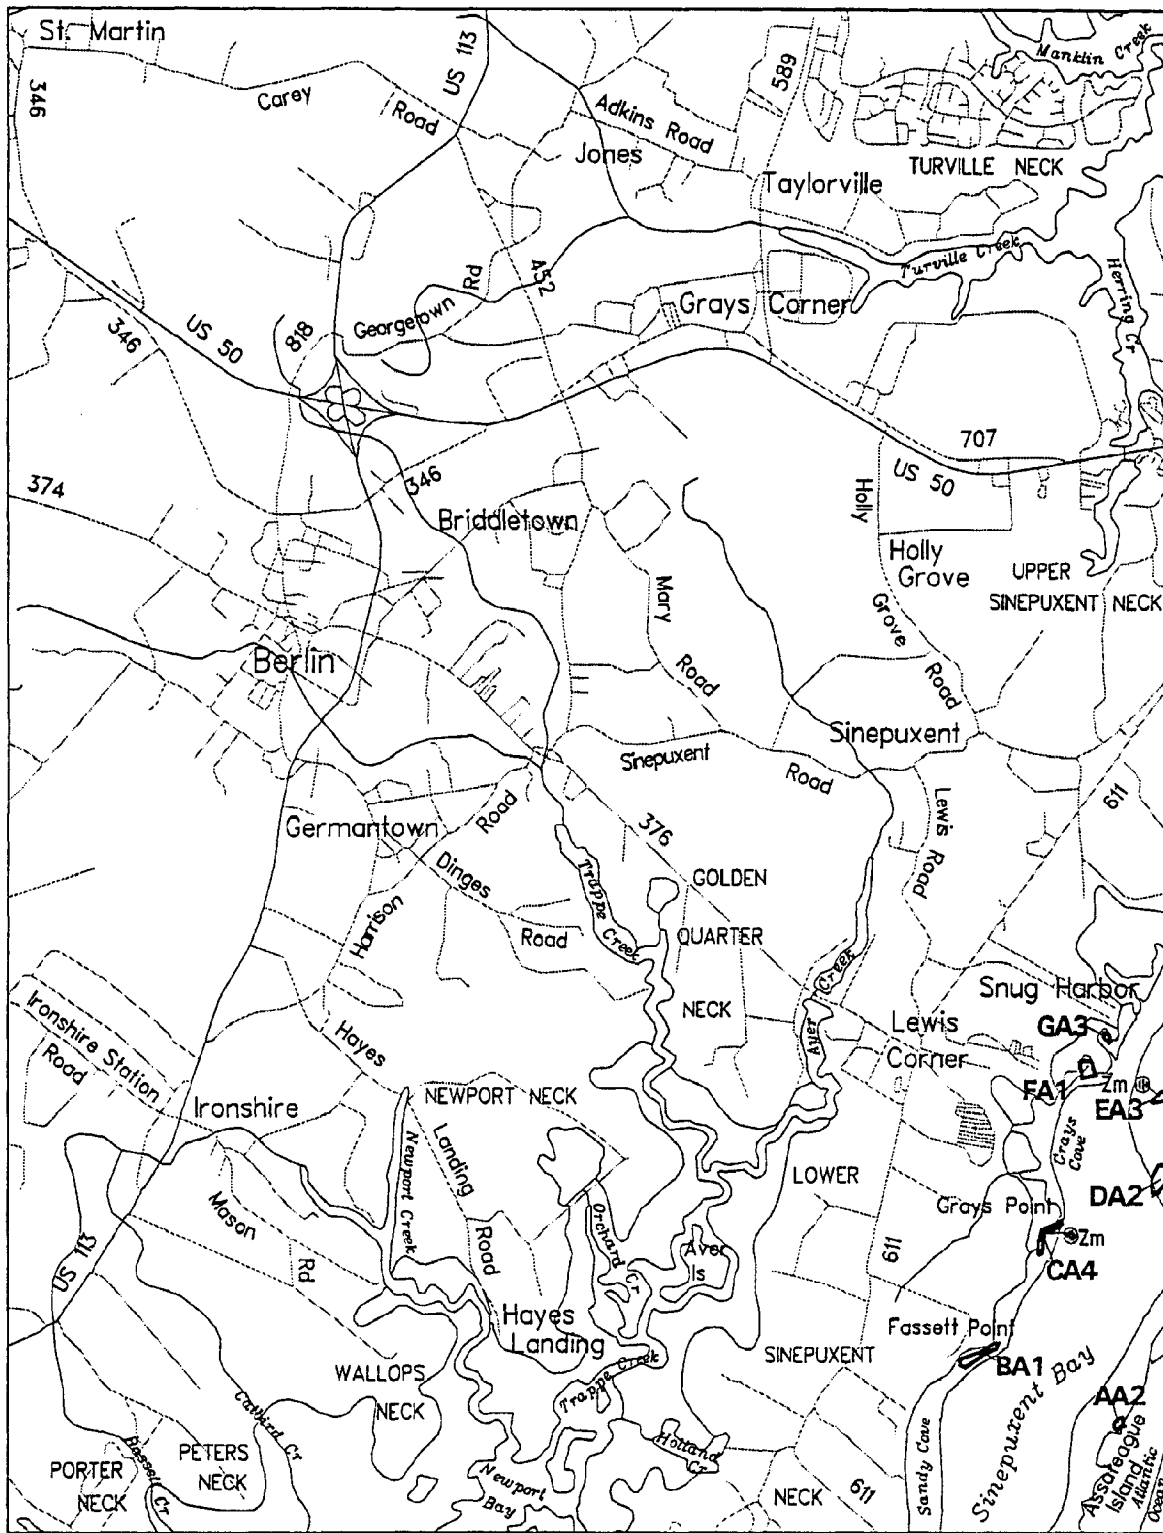 St. Martin
US 113
589
Manklin Creek
346
Carey
Road
Adkins Road
Jones
TURVILLE NECK
Taylorville
Turville Creek
Herring Cr
Georgetown Rd
452
Grays Corner
US 50
346
818
707
US 50
374
346
Briddletown
Holly
Grove
Road
Holly
Grove
UPPER
SINEPUXENT NECK
Mary
Road
Berlin
Sinepuxent
Sinepuxent
Road
611
Lewis Road
Germantown
Road
376
Dinges
Road
Trappe
Creek
GOLDEN
QUARTER
NECK
Harrison
Ayer
Creek
Snug Harbor
GA3
Lewis
Corner
Ironshire Station
Road
Hayes
Landing
Road
FA1
Zm
EA3
Ironshire
NEWPORT NECK
Newport Creek
Grays
Cove
LOWER
DA2
Grays Point
Mason
Rd
Orchard Cr
Zm
CA4
US 113
Ayer
Is
611
Hayes
Landing
Fassett Point
SINEPUXENT
BA1
WALLOPS
NECK
Trappe Creek
AA2
Catbird Cr
Sinepuxent Bay
Sandy Cove
Assateague
Island
Atlantic
Ocean
PETERS
NECK
Bassett Cr
PORTER
NECK
Holland
Cr
Newport
Bay
NECK
611